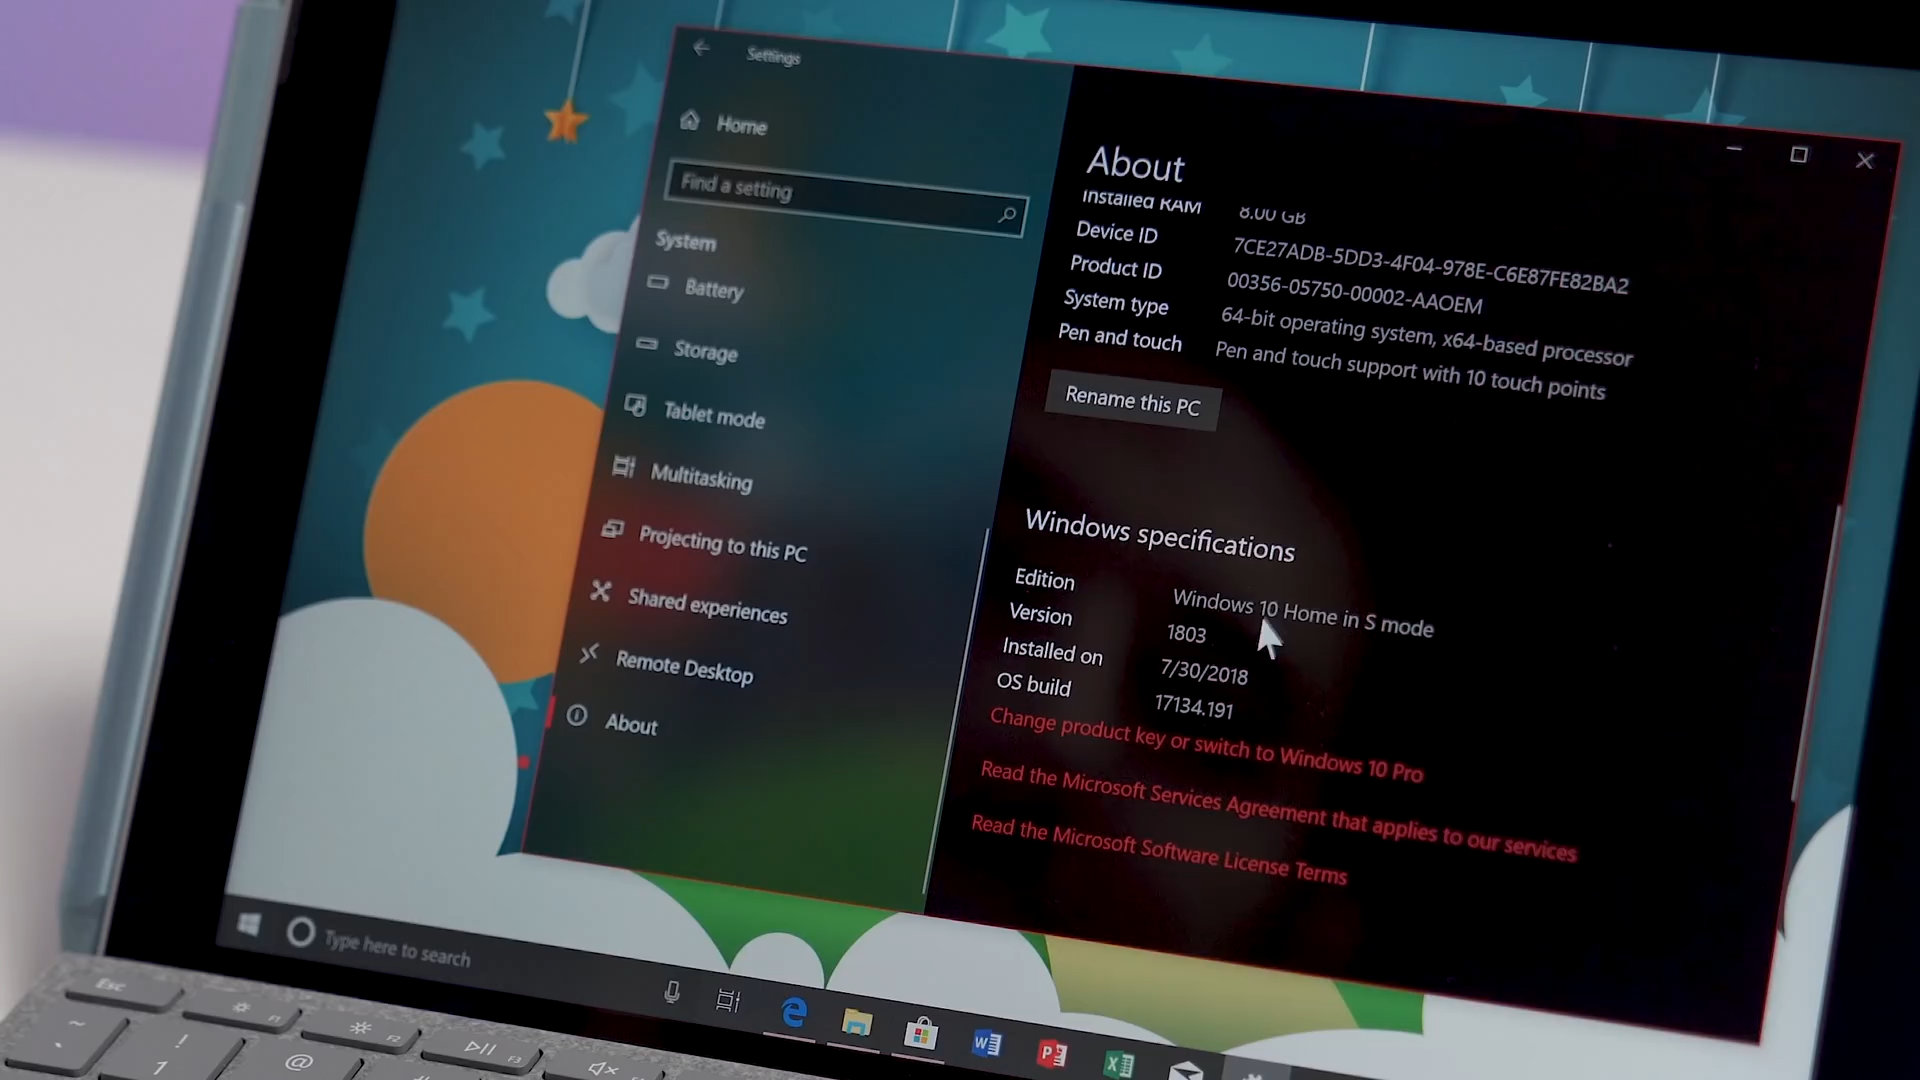 Settings
Home
Find a setting
System
Battery
Storage
Tablet mode
Multitasking
Projecting to this PC
Shared experiences
Remote Desktop
About
About
Installed RAM 8.00 GB
Device ID 7CE27ADB-5DD3-4F04-978E-C6E87FE82BA2
Product ID 00356-05750-00002-AAOEM
System type 64-bit operating system, x64-based processor
Pen and touch Pen and touch support with 10 touch points
Rename this PC
Windows specifications
Edition Windows 10 Home in S mode
Version 1803
Installed on 7/30/2018
OS build 17134.191
Change product key or switch to Windows 10 Pro
Read the Microsoft Services Agreement that applies to our services
Read the Microsoft Software License Terms
Type here to search
Esc
F1
F2
F3
~
`
!
1
@